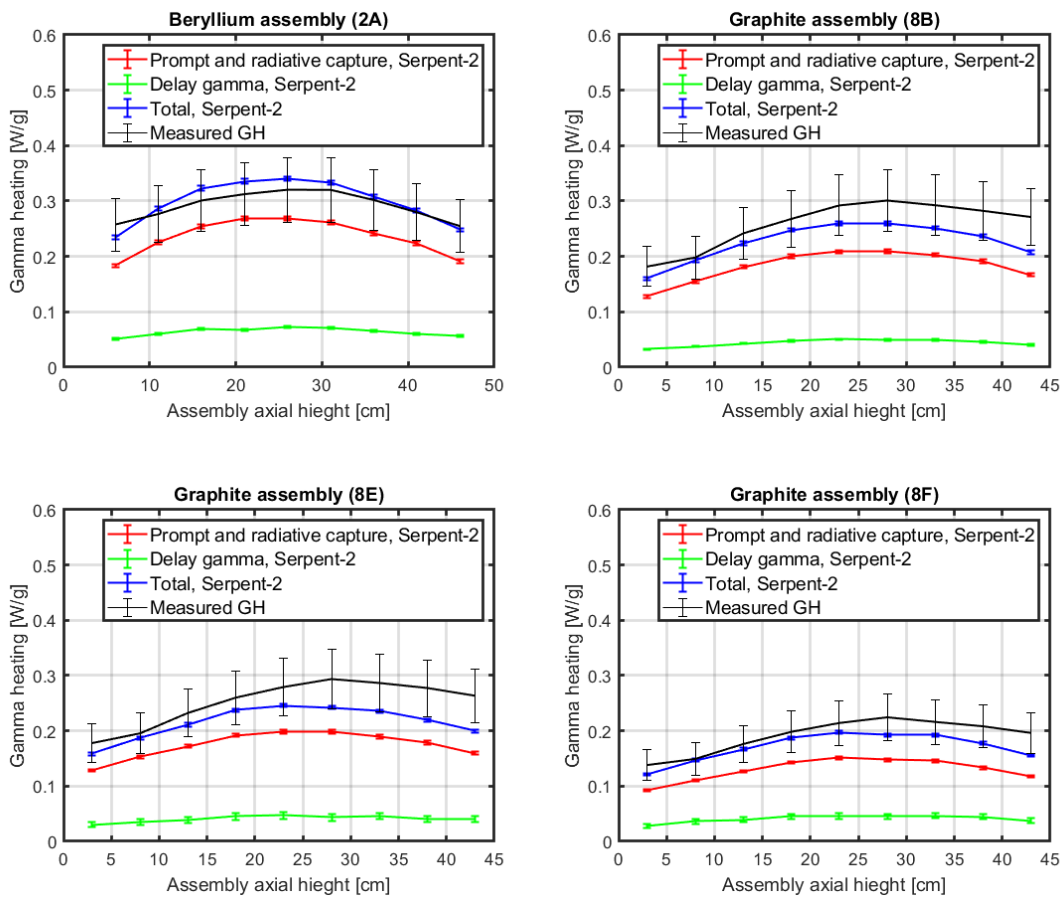 Beryllium assembly (2A)
0.6
0.5
0.4
0.3
0.2
0.1
0
Gamma heating [W/g]
Prompt and radiative capture, Serpent-2
Delay gamma, Serpent-2
Total, Serpent-2
Measured GH
0 10 20 30 40 50
Assembly axial hieght [cm]
Graphite assembly (8B)
0.6
0.5
0.4
0.3
0.2
0.1
0
Gamma heating [W/g]
Prompt and radiative capture, Serpent-2
Delay gamma, Serpent-2
Total, Serpent-2
Measured GH
0 5 10 15 20 25 30 35 40 45
Assembly axial hieght [cm]
Graphite assembly (8E)
0.6
0.5
0.4
0.3
0.2
0.1
0
Gamma heating [W/g]
Prompt and radiative capture, Serpent-2
Delay gamma, Serpent-2
Total, Serpent-2
Measured GH
0 5 10 15 20 25 30 35 40 45
Assembly axial hieght [cm]
Graphite assembly (8F)
0.6
0.5
0.4
0.3
0.2
0.1
0
Gamma heating [W/g]
Prompt and radiative capture, Serpent-2
Delay gamma, Serpent-2
Total, Serpent-2
Measured GH
0 5 10 15 20 25 30 35 40 45
Assembly axial hieght [cm]